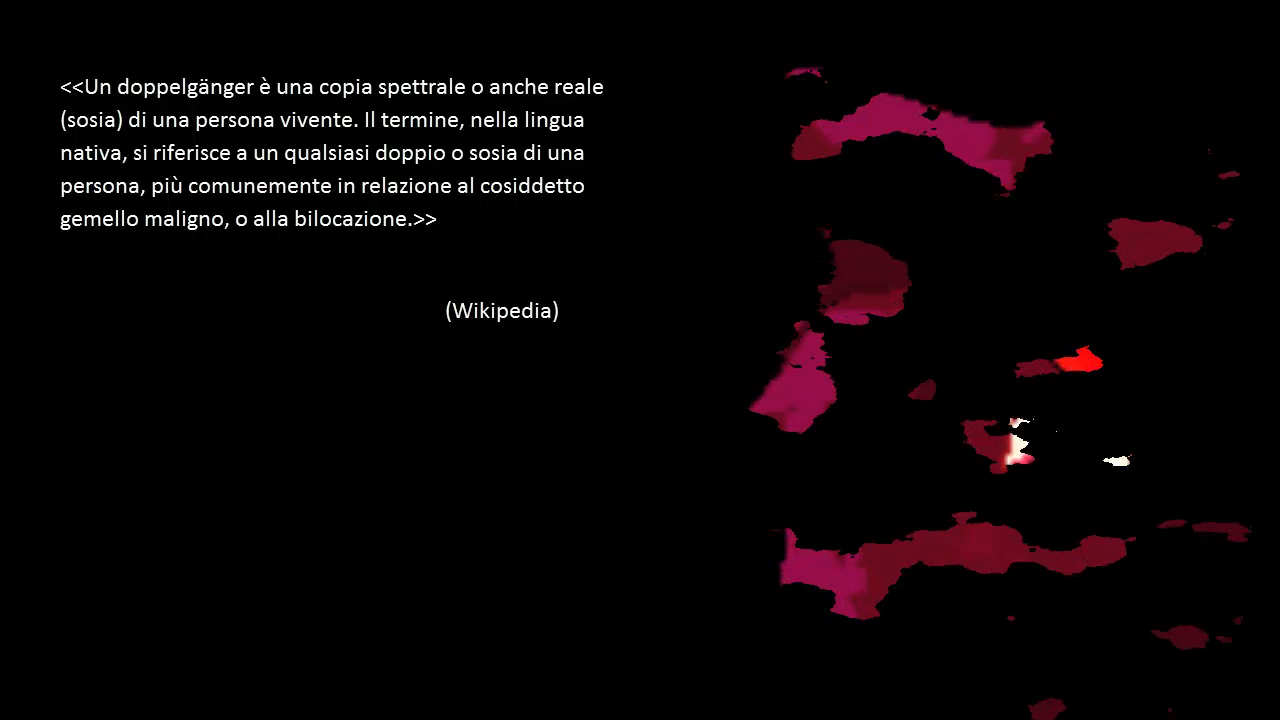 <<Un doppelgänger è una copia spettrale o anche reale
(sosia) di una persona vivente. Il termine, nella lingua
nativa, si riferisce a un qualsiasi doppio o sosia di una
persona, più comunemente in relazione al cosiddetto
gemello maligno, o alla bilocazione.>>
(Wikipedia)